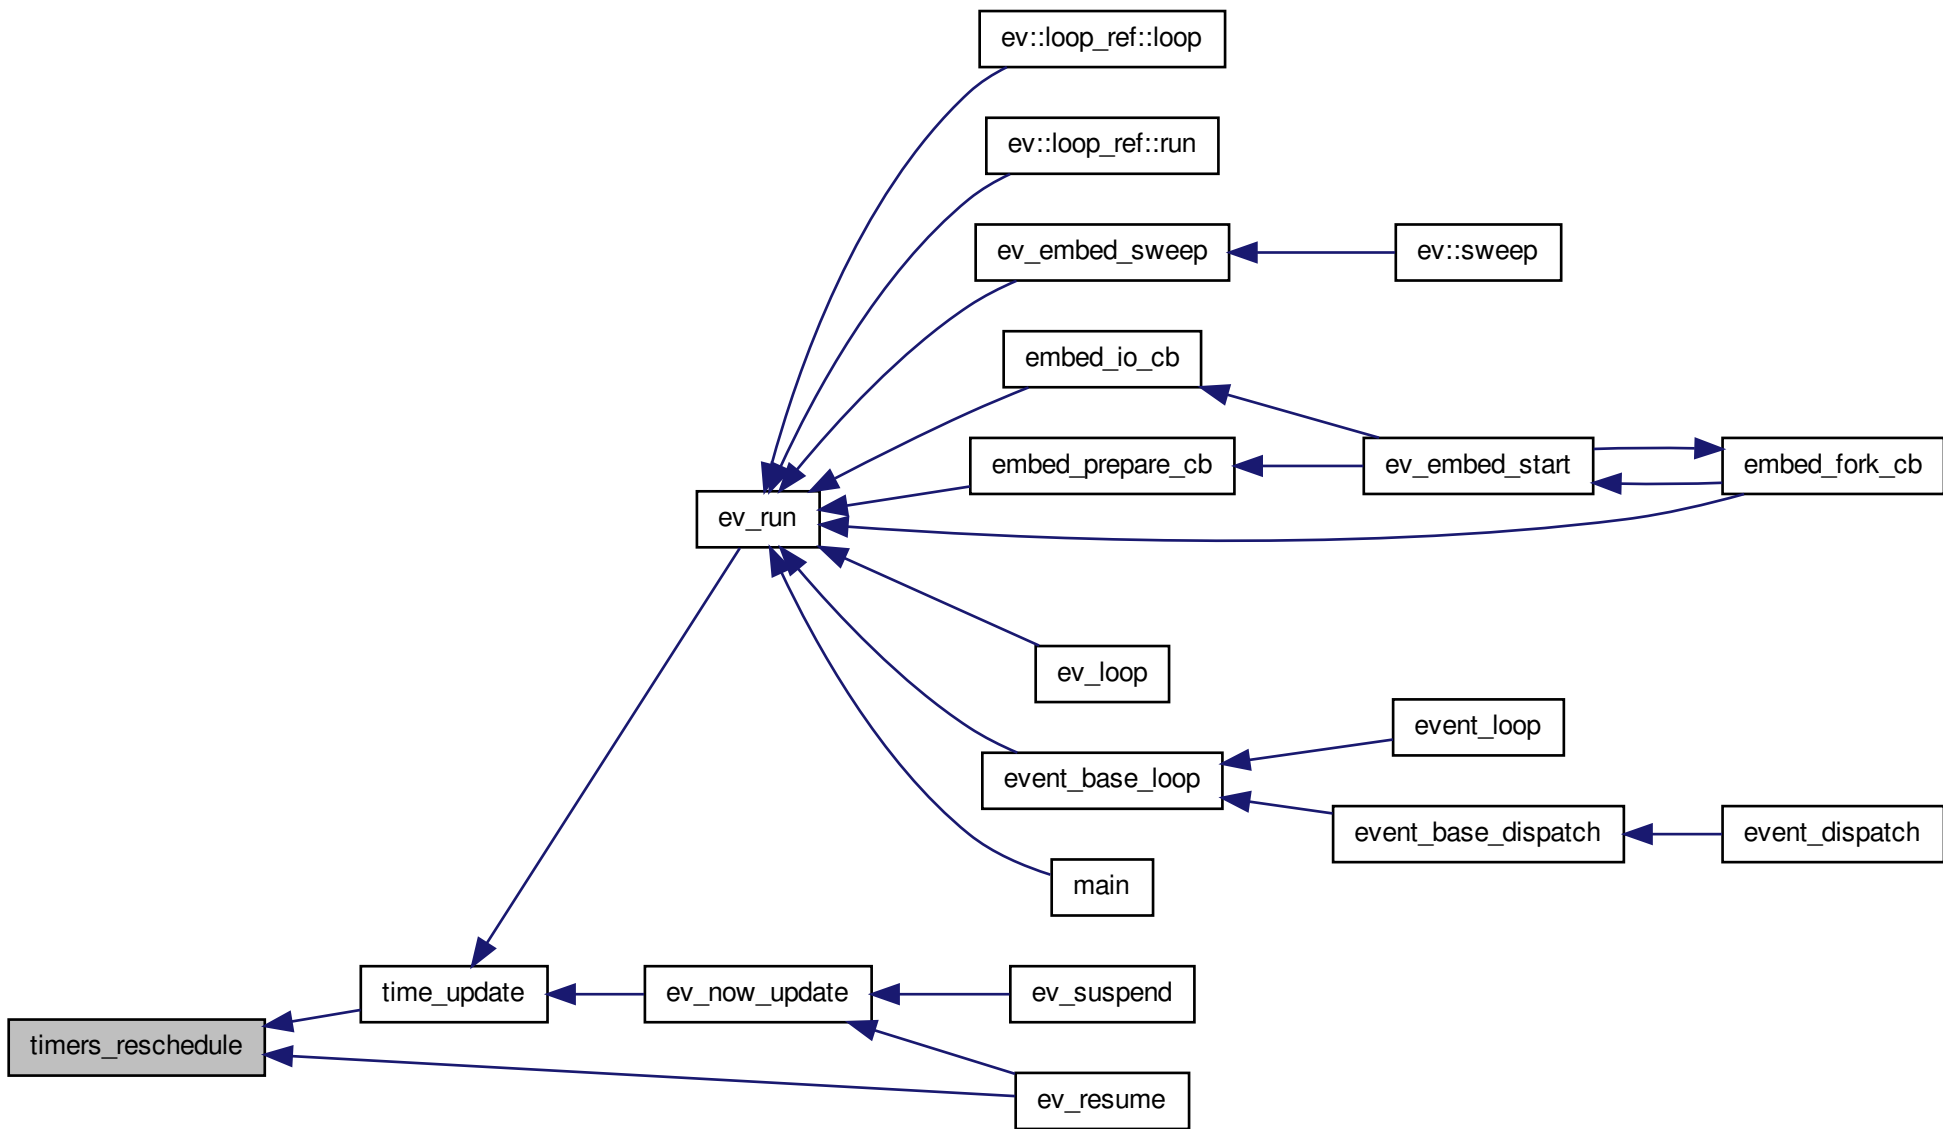 ev::loop_ref::loop
ev::loop_ref::run
ev_embed_sweep
ev::sweep
embed_io_cb
embed_prepare_cb
ev_embed_start
embed_fork_cb
ev_run
ev_loop
event_loop
event_base_loop
event_base_dispatch
event_dispatch
main
time_update
ev_now_update
ev_suspend
timers_reschedule
ev_resume